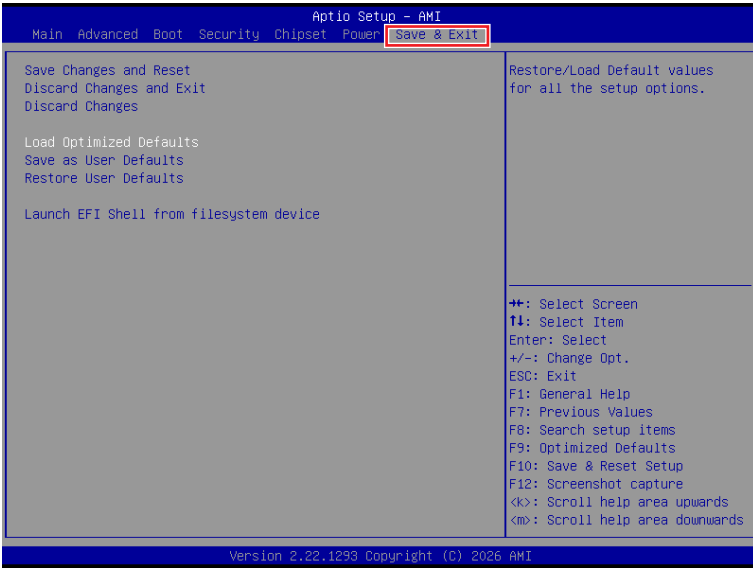 Aptio Setup – AMI
Main Advanced Boot Security Chipset Power Save & Exit
Save Changes and Reset
Discard Changes and Exit
Discard Changes
Load Optimized Defaults
Save as User Defaults
Restore User Defaults
Launch EFI Shell from filesystem device
Restore/Load Default values
for all the setup options.
→←: Select Screen
↑↓: Select Item
Enter: Select
+/-: Change Opt.
ESC: Exit
F1: General Help
F7: Previous Values
F8: Search setup items
F9: Optimized Defaults
F10: Save & Reset Setup
F12: Screenshot capture
<k>: Scroll help area upwards
<m>: Scroll help area downwards
Version 2.22.1293 Copyright (C) 2026 AMI